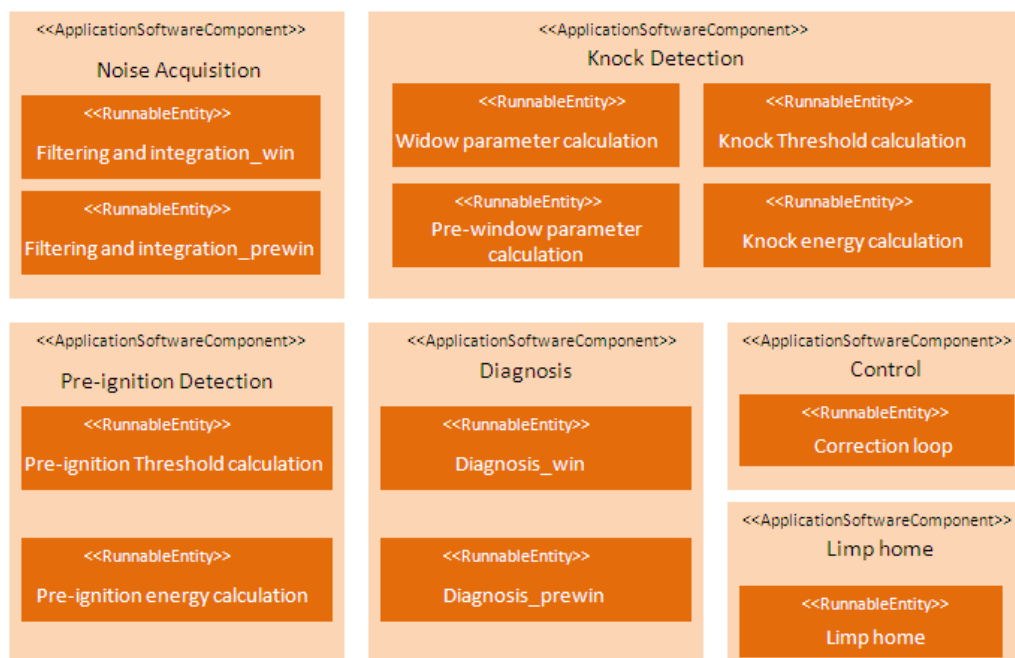 <<ApplicationSoftwareComponent>>
Noise Acquisition
<<RunnableEntity>>
Filtering and integration_win
<<RunnableEntity>>
Filtering and integration_prewin
<<ApplicationSoftwareComponent>>
Knock Detection
<<RunnableEntity>>
Widow parameter calculation
<<RunnableEntity>>
Knock Threshold calculation
<<RunnableEntity>>
Pre-window parameter
calculation
<<RunnableEntity>>
Knock energy calculation
<<ApplicationSoftwareComponent>>
Pre-ignition Detection
<<RunnableEntity>>
Pre-ignition Threshold calculation
<<RunnableEntity>>
Pre-ignition energy calculation
<<ApplicationSoftwareComponent>>
Diagnosis
<<RunnableEntity>>
Diagnosis_win
<<RunnableEntity>>
Diagnosis_prewin
<<ApplicationSoftwareComponent>>
Control
<<RunnableEntity>>
Correction loop
<<ApplicationSoftwareComponent>>
Limp home
<<RunnableEntity>>
Limp home